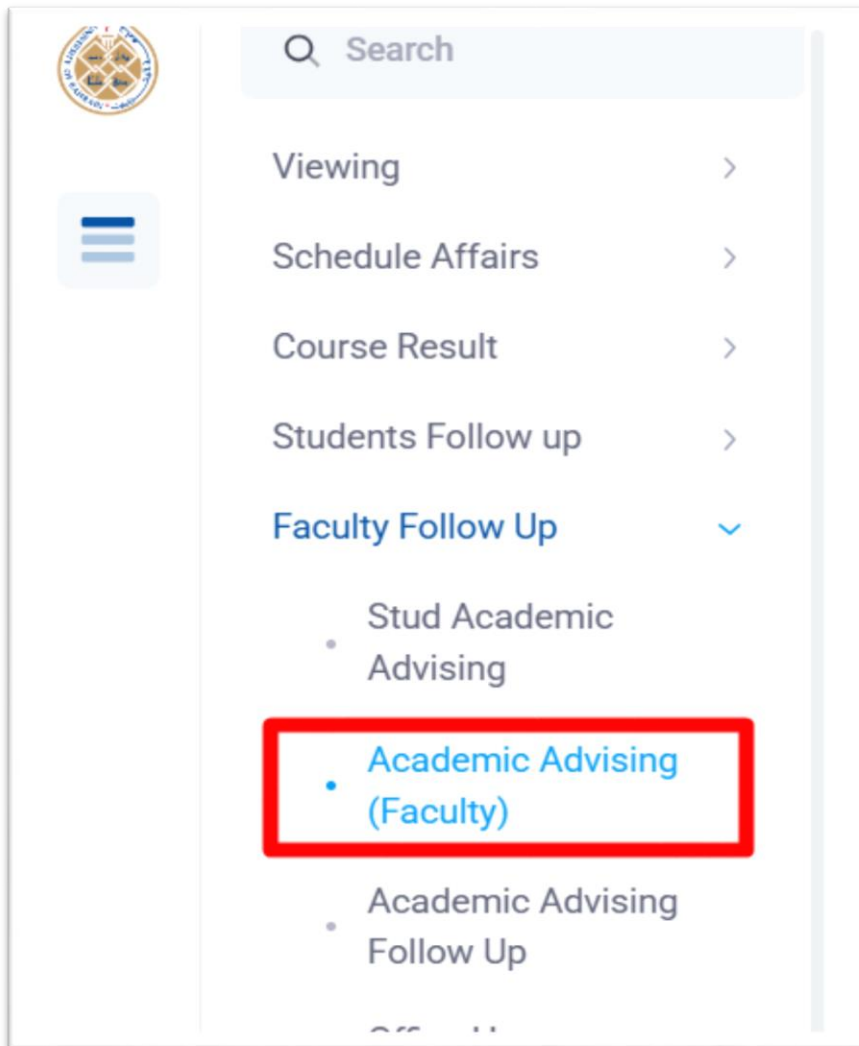 Search
Viewing
Schedule Affairs
Course Result
Students Follow up
Faculty Follow Up
Stud Academic
Advising
Academic Advising
(Faculty)
Academic Advising
Follow Up